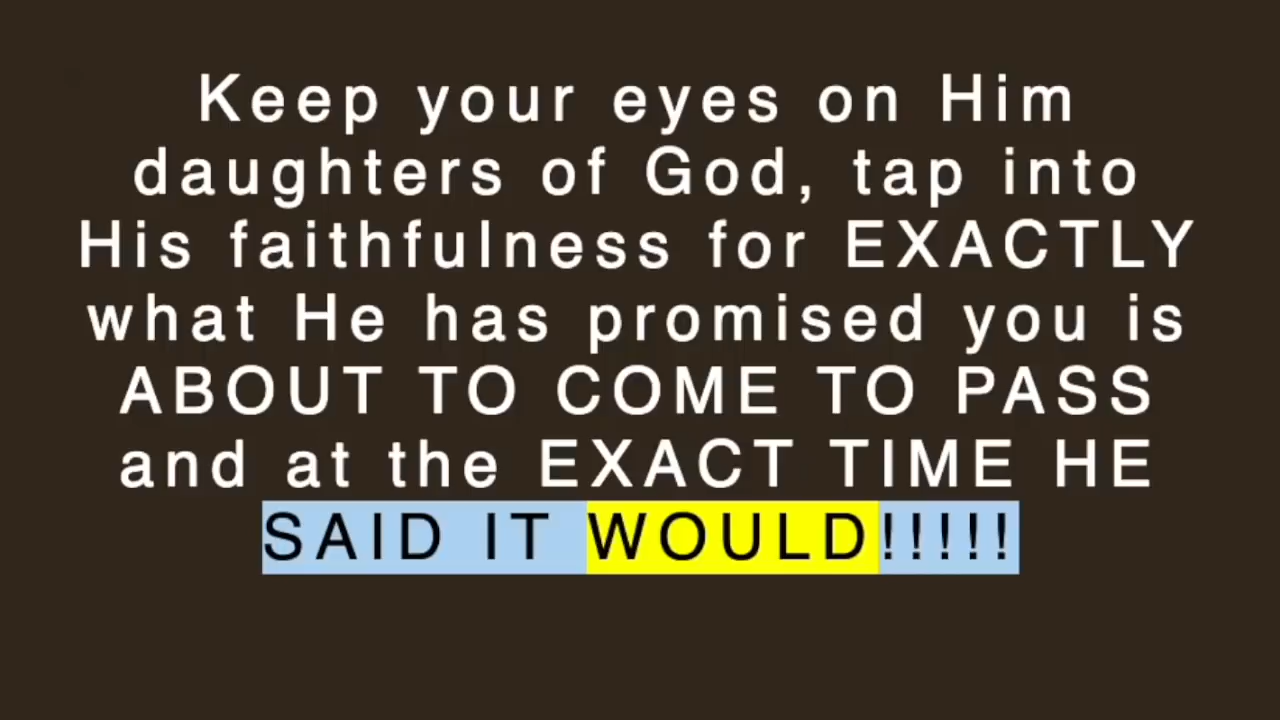 Keep your eyes on Him
daughters of God, tap into
His faithfulness for EXACTLY
what He has promised you is
ABOUT TO COME TO PASS
and at the EXACT TIME HE
SAID IT WOULD!!!!!